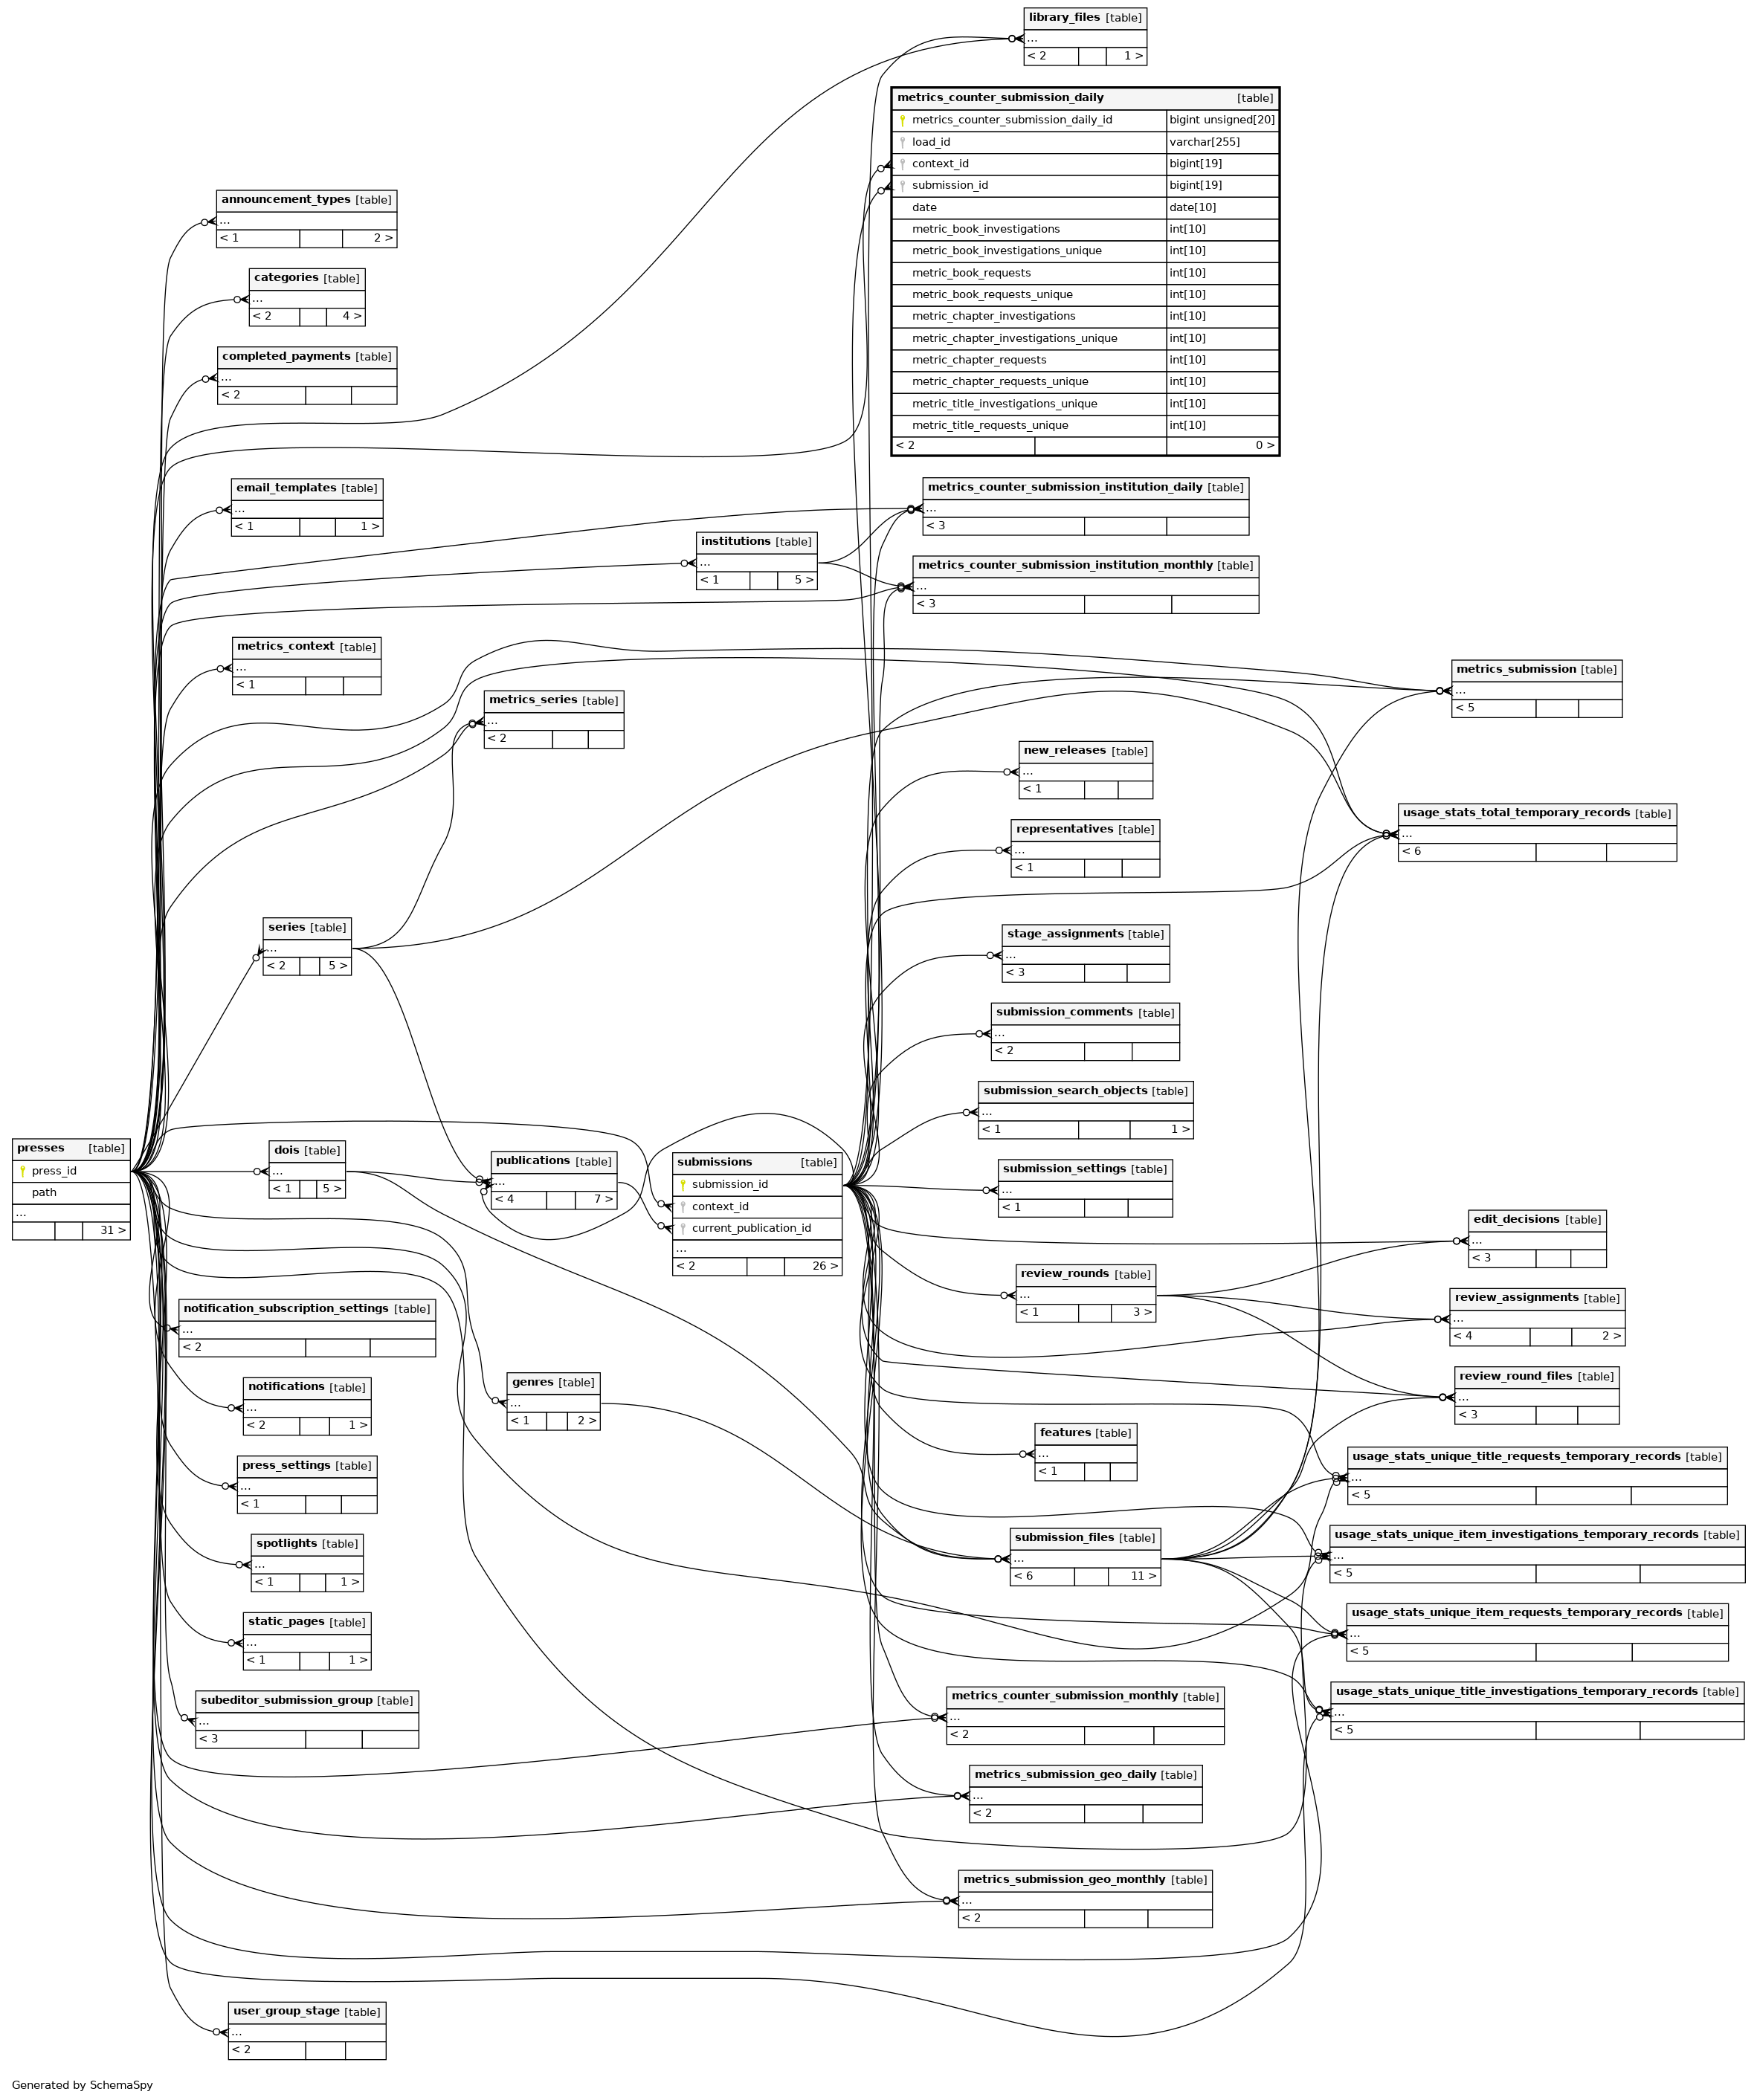 library_files [table]
...
< 2 1 >
metrics_counter_submission_daily [table]
metrics_counter_submission_daily_id bigint unsigned[20]
load_id varchar[255]
context_id bigint[19]
submission_id bigint[19]
date date[10]
metric_book_investigations int[10]
metric_book_investigations_unique int[10]
metric_book_requests int[10]
metric_book_requests_unique int[10]
metric_chapter_investigations int[10]
metric_chapter_investigations_unique int[10]
metric_chapter_requests int[10]
metric_chapter_requests_unique int[10]
metric_title_investigations_unique int[10]
metric_title_requests_unique int[10]
< 2 0 >
announcement_types [table]
...
< 1 2 >
categories [table]
...
< 2 4 >
completed_payments [table]
...
< 2
email_templates [table]
...
< 1 1 >
metrics_counter_submission_institution_daily [table]
...
< 3
institutions [table]
...
< 1 5 >
metrics_counter_submission_institution_monthly [table]
...
< 3
metrics_context [table]
...
< 1
metrics_series [table]
...
< 2
metrics_submission [table]
...
< 5
new_releases [table]
...
< 1
usage_stats_total_temporary_records [table]
...
< 6
representatives [table]
...
< 1
series [table]
...
< 2 5 >
stage_assignments [table]
...
< 3
submission_comments [table]
...
< 2
submission_search_objects [table]
...
< 1 1 >
presses [table]
press_id
path
...
31 >
dois [table]
...
< 1 5 >
publications [table]
...
< 4 7 >
submissions [table]
submission_id
context_id
current_publication_id
...
< 2 26 >
submission_settings [table]
...
< 1
edit_decisions [table]
...
< 3
review_rounds [table]
...
< 1 3 >
review_assignments [table]
...
< 4 2 >
notification_subscription_settings [table]
...
< 2
notifications [table]
...
< 2 1 >
genres [table]
...
< 1 2 >
review_round_files [table]
...
< 3
features [table]
...
< 1
press_settings [table]
...
< 1
usage_stats_unique_title_requests_temporary_records [table]
...
< 5
spotlights [table]
...
< 1 1 >
submission_files [table]
...
< 6 11 >
usage_stats_unique_item_investigations_temporary_records [table]
...
< 5
static_pages [table]
...
< 1 1 >
usage_stats_unique_item_requests_temporary_records [table]
...
< 5
subeditor_submission_group [table]
...
< 3
metrics_counter_submission_monthly [table]
...
< 2
usage_stats_unique_title_investigations_temporary_records [table]
...
< 5
metrics_submission_geo_daily [table]
...
< 2
metrics_submission_geo_monthly [table]
...
< 2
user_group_stage [table]
...
< 2
Generated by SchemaSpy